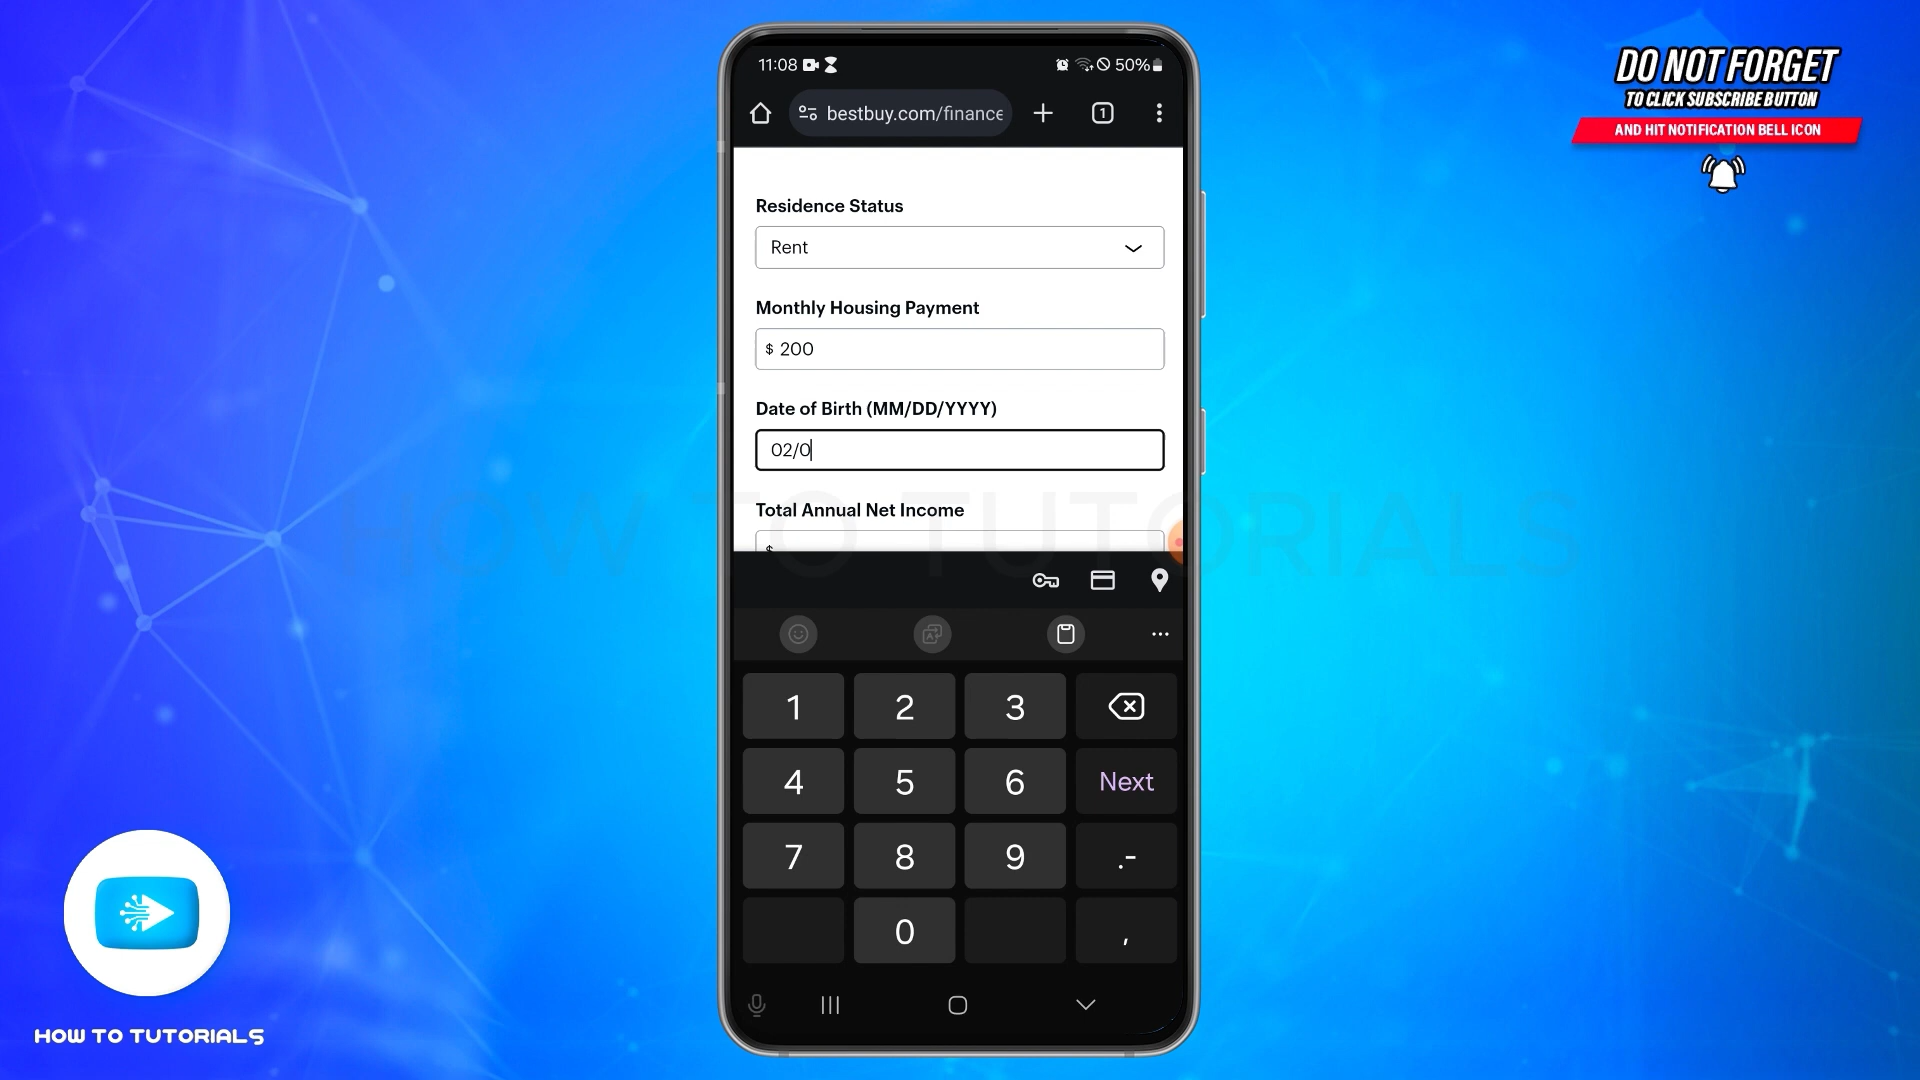 DO NOT FORGET
TO CLICK SUBSCRIBE BUTTON
AND HIT NOTIFICATION BELL ICON
11:08
50%
bestbuy.com/finance
1
Residence Status
Rent
Monthly Housing Payment
$ 200
Date of Birth (MM/DD/YYYY)
02/0
Total Annual Net Income
$
HOW TO TUTORIALS
1 2 3
4 5 6 Next
7 8 9 .-
0 ,
HOW TO TUTORIALS